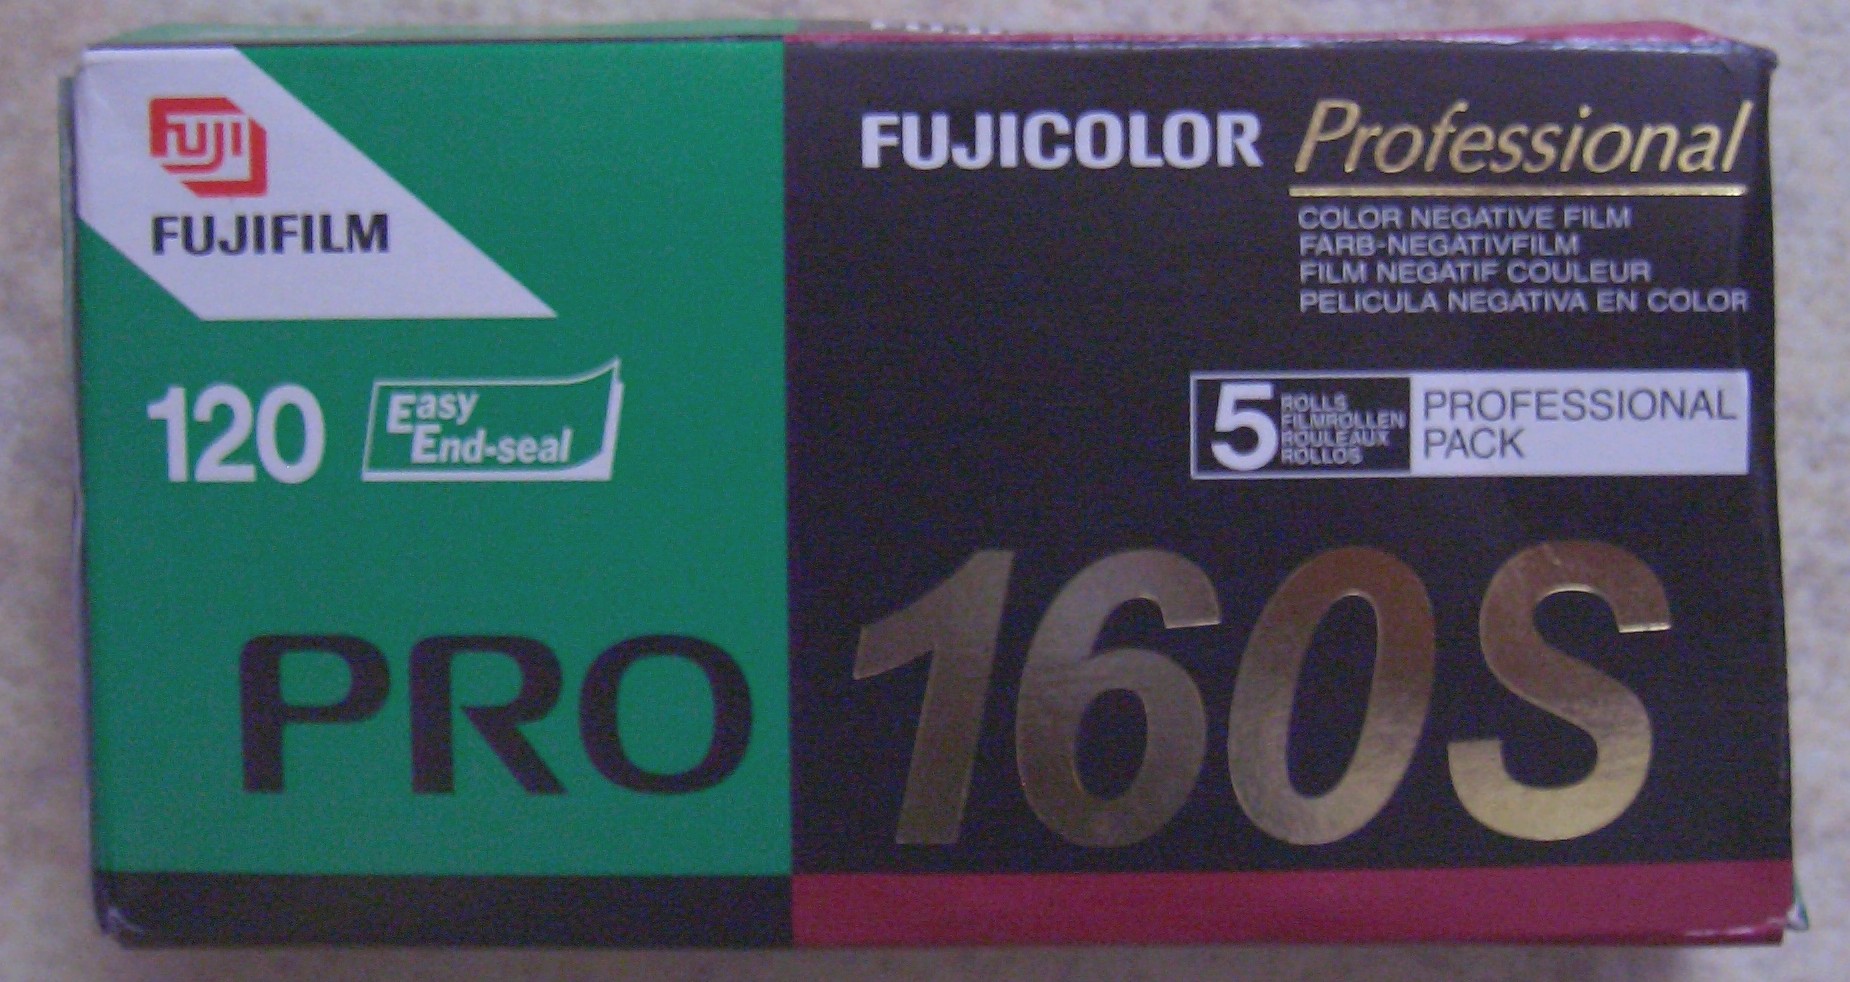 FUJI
FUJIFILM
120
Easy
End-seal
PRO
FUJICOLOR Professional
COLOR NEGATIVE FILM
FARB-NEGATIVFILM
FILM NEGATIF COULEUR
PELICULA NEGATIVA EN COLOR
5
ROLLS
FILMROLLEN
ROULEAUX
ROLLOS
PROFESSIONAL
PACK
160S